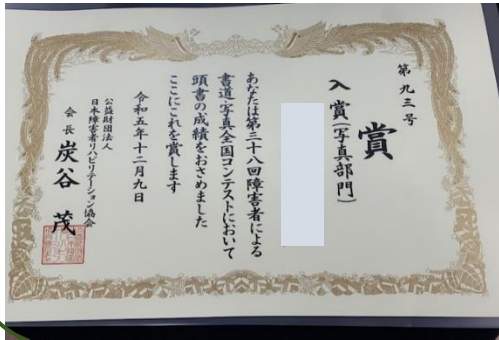 第九三号
賞
入賞(写真部門)
あなたは第三十八回障害者による
書道・写真全国コンテストにおいて
頭書の成績をおさめました
ここにこれを賞します
令和五年十二月九日
公益財団法人
日本障害者リハビリテーション協会
会長 炭谷 茂